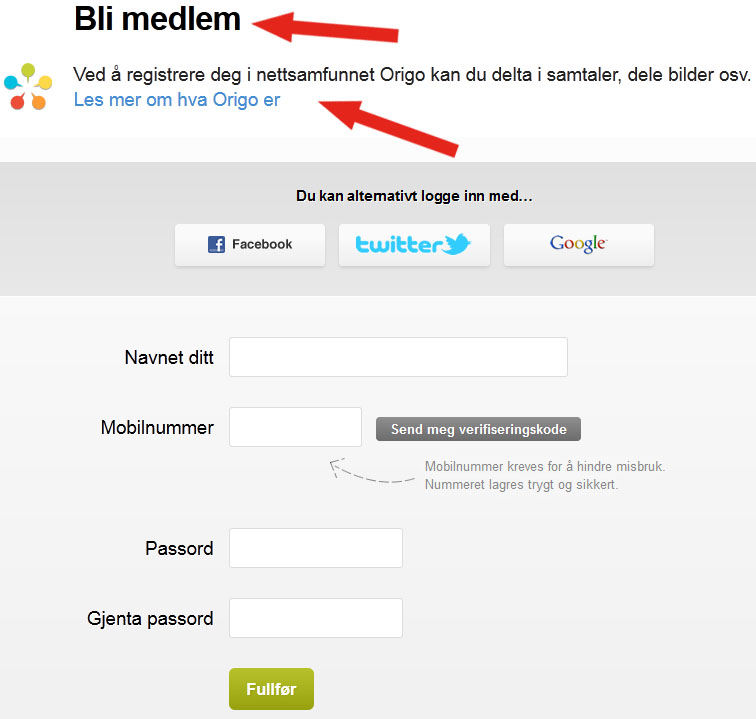 Bli medlem
Ved å registrere deg i nettsamfunnet Origo kan du delta i samtaler, dele bilder osv.
Les mer om hva Origo er
Du kan alternativt logge inn med...
Facebook
twitter
Google
Navnet ditt
Mobilnummer
Send meg verifiseringskode
Mobilnummer kreves for å hindre misbruk.
Nummeret lagres trygt og sikkert.
Passord
Gjenta passord
Fullfør